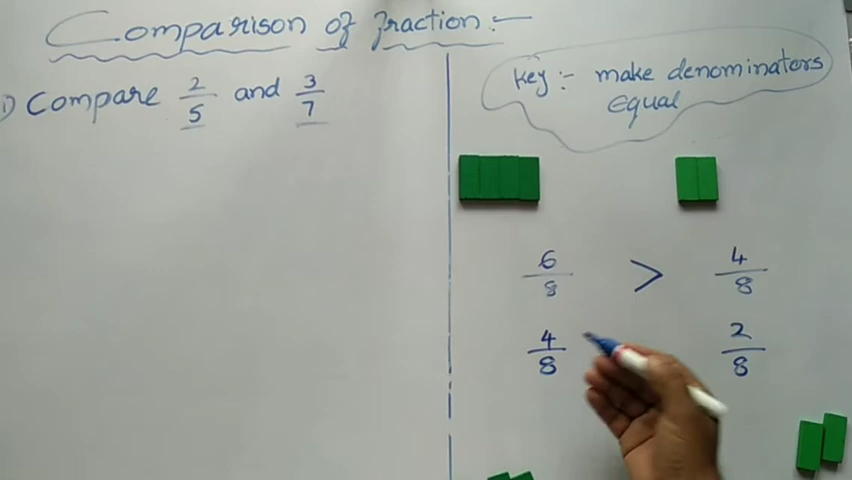 Comparison of fraction :-
i) Compare 2/5 and 3/7
Key :- make denominators
equal
6/8 > 4/8
4/8 2/8